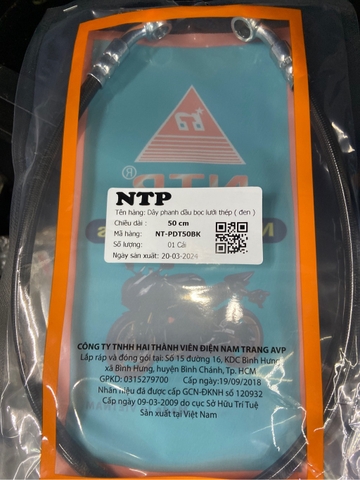 NTP
Tên hàng: Dây phanh dầu bọc lưới thép ( đen )
Chiều dài : 50 cm
Mã hàng: NT-PDT50BK
Số lượng: 01 Cái
Ngày sản xuất: 20-03-2024
CÔNG TY TNHH HAI THÀNH VIÊN ĐIỆN NAM TRANG AVP
Lắp ráp và đóng gói tại: Số 15 đường 16, KDC Bình Hưng,
xã Bình Hưng, huyện Bình Chánh, Tp. HCM
GPKD: 0315279700 Cấp ngày:19/09/2018
Nhãn hiệu đã được cấp GCN-ĐKNH số 120932
Cấp ngày 09-03-2009 do cục Sở Hữu Trí Tuệ
Sản xuất tại Việt Nam